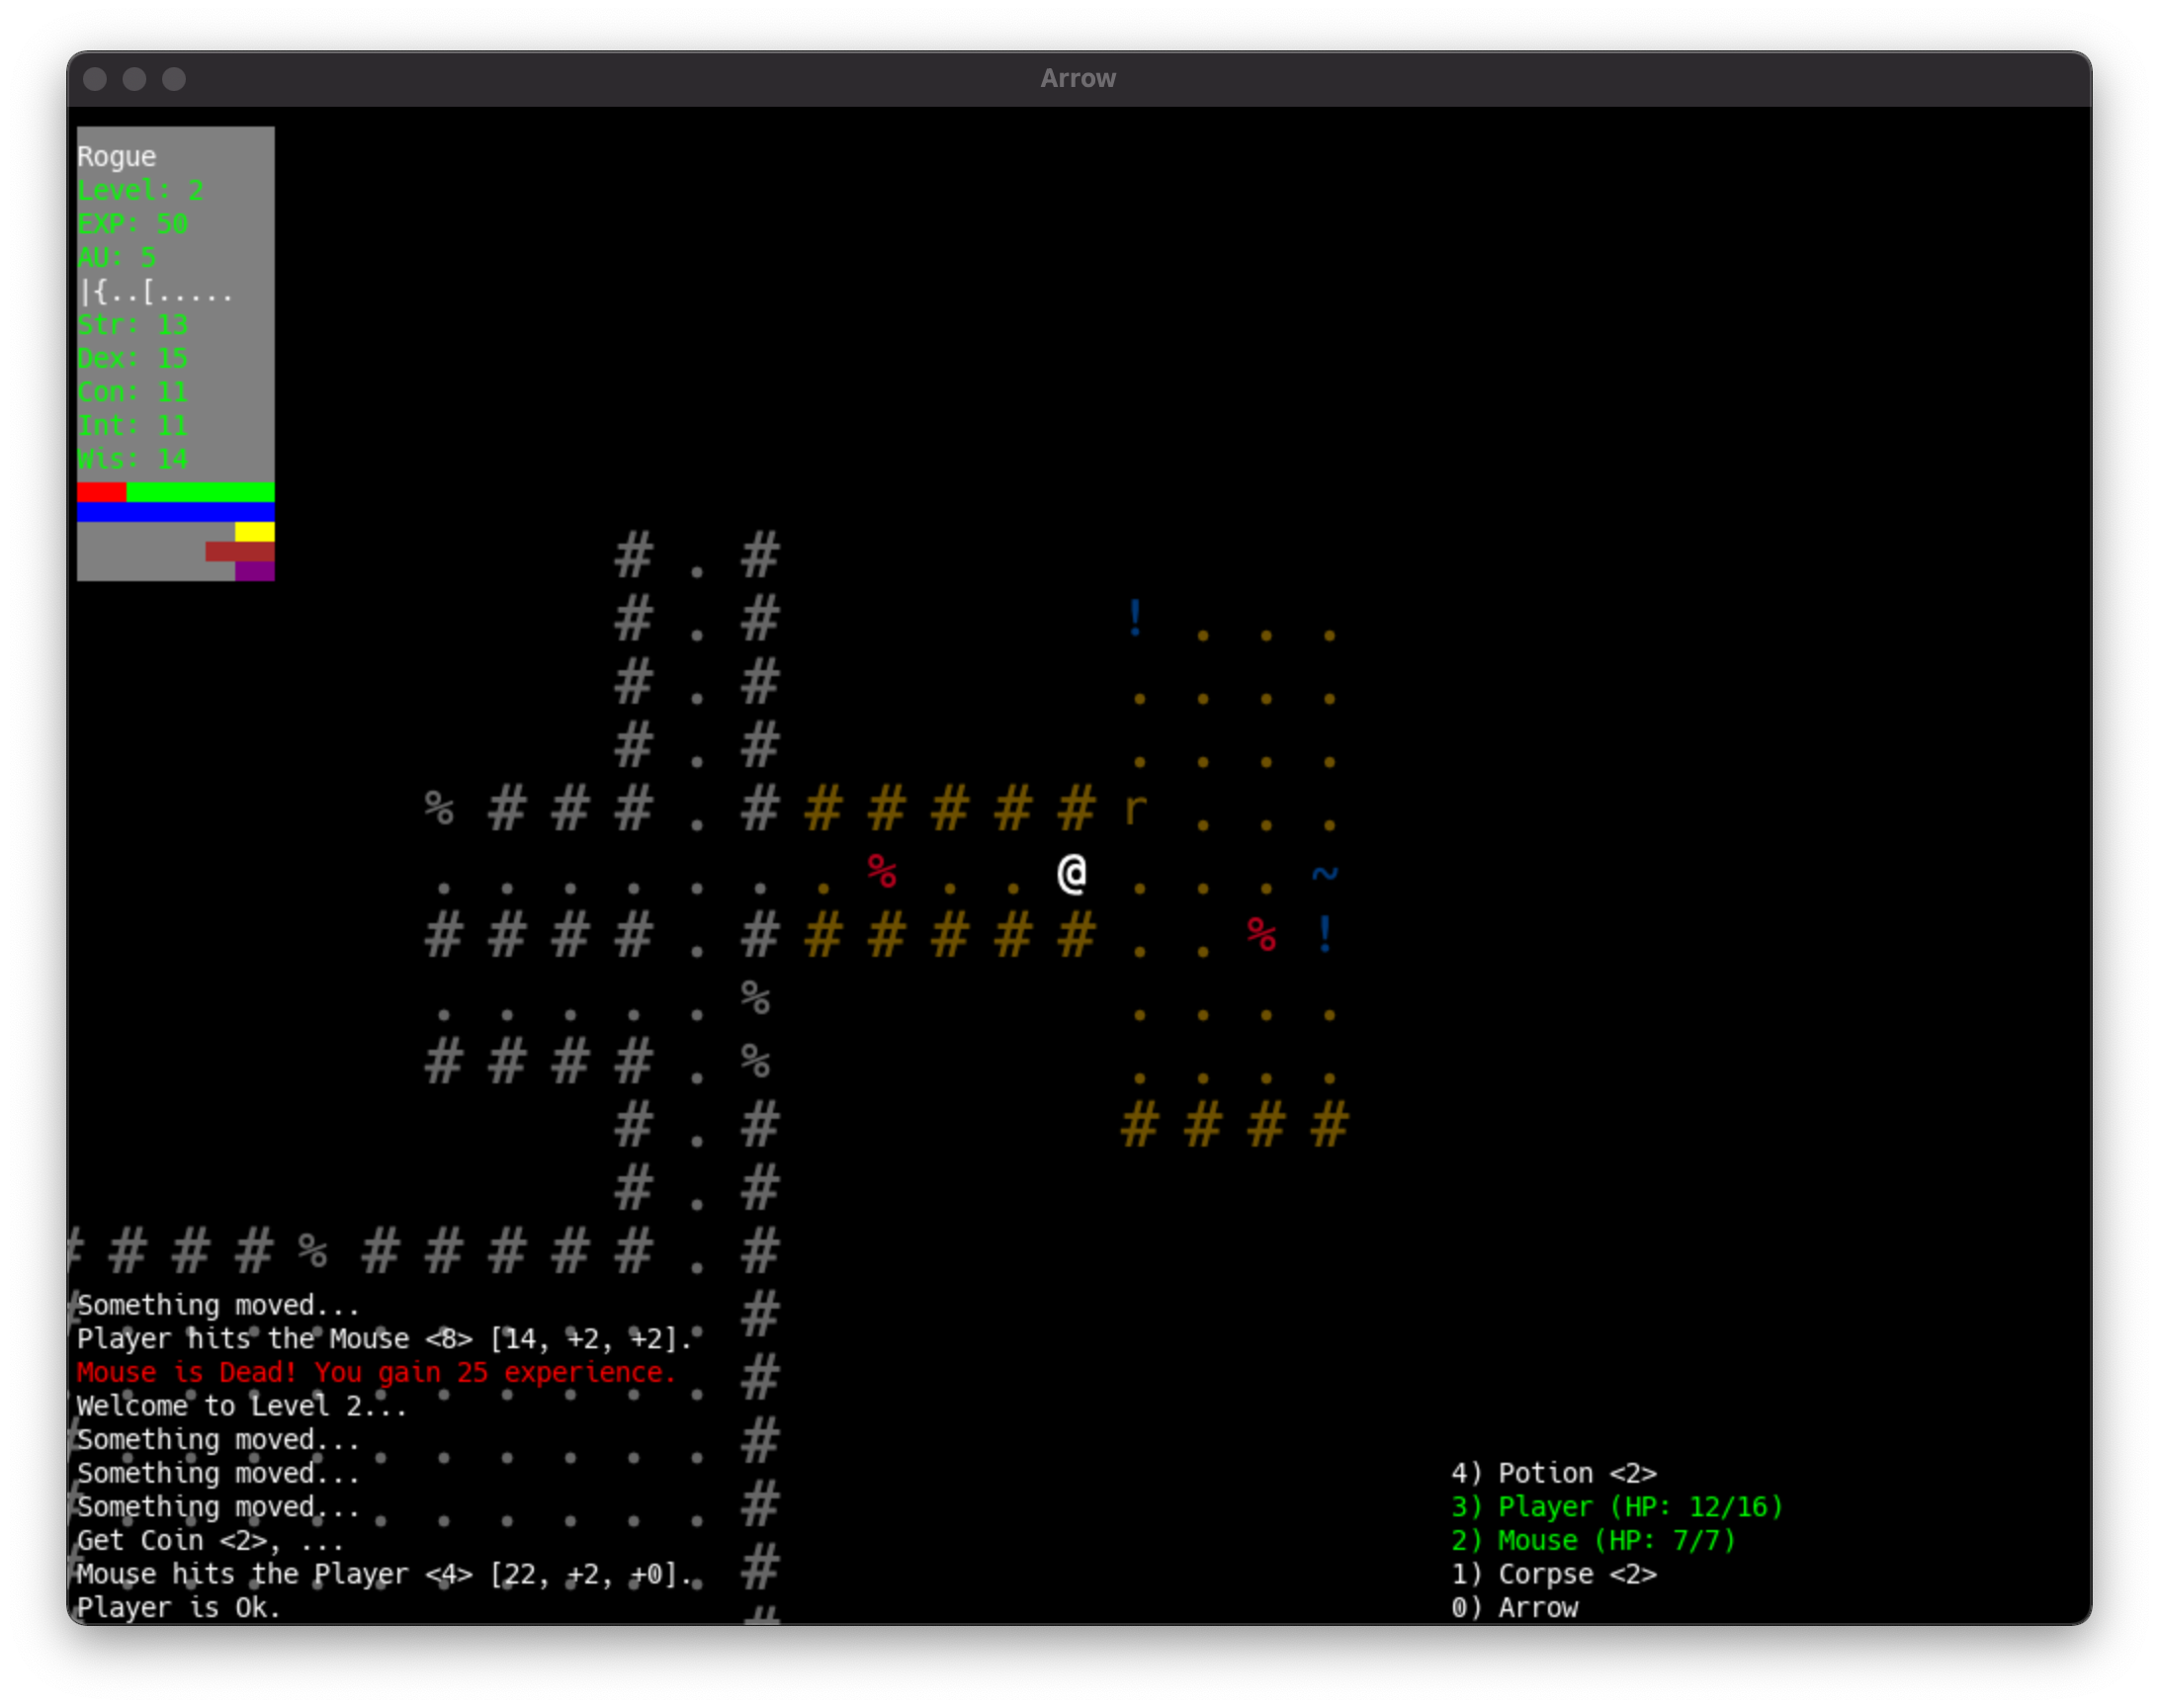 Arrow
Rogue
Level: 2
EXP: 50
AU: 5
|{..[.....
Str: 13
Dex: 15
Con: 11
Int: 11
Wis: 14
# . #
# . # ! . . .
# . # . . . .
# . # . . . .
% # # # . # # # # # # r . . .
. . . . . . . % . . @ . . . ~
# # # # . # # # # # # . . % !
. . . . . % . . . .
# # # # . % . . . .
# . # # # # #
# . #
# # # # % # # # # # . #
Something moved...
Player hits the Mouse <8> [14, +2, +2].
Mouse is Dead! You gain 25 experience.
Welcome to Level 2...
Something moved...
Something moved...
Something moved...
Get Coin <2>, ...
Mouse hits the Player <4> [22, +2, +0].
Player is Ok.
4) Potion <2>
3) Player (HP: 12/16)
2) Mouse (HP: 7/7)
1) Corpse <2>
0) Arrow